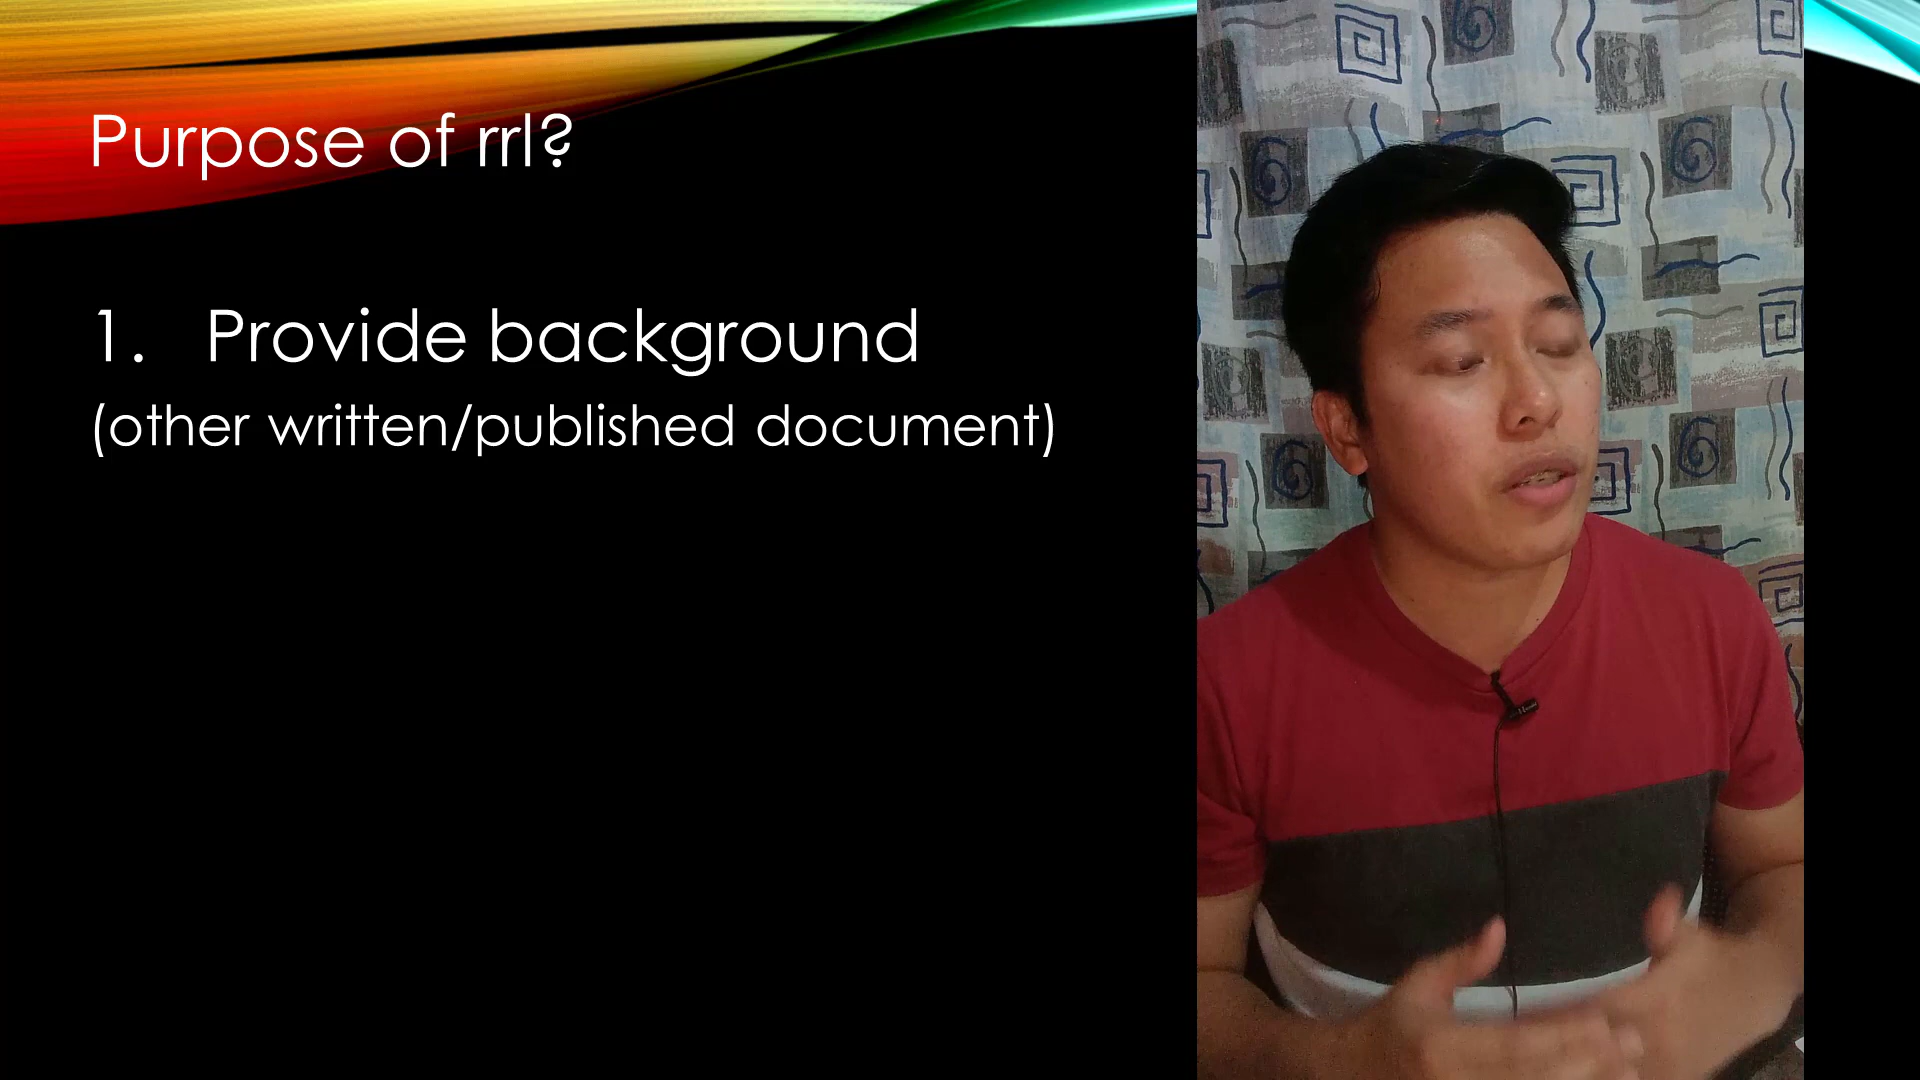 Purpose of rrl?
1. Provide background
(other written/published document)